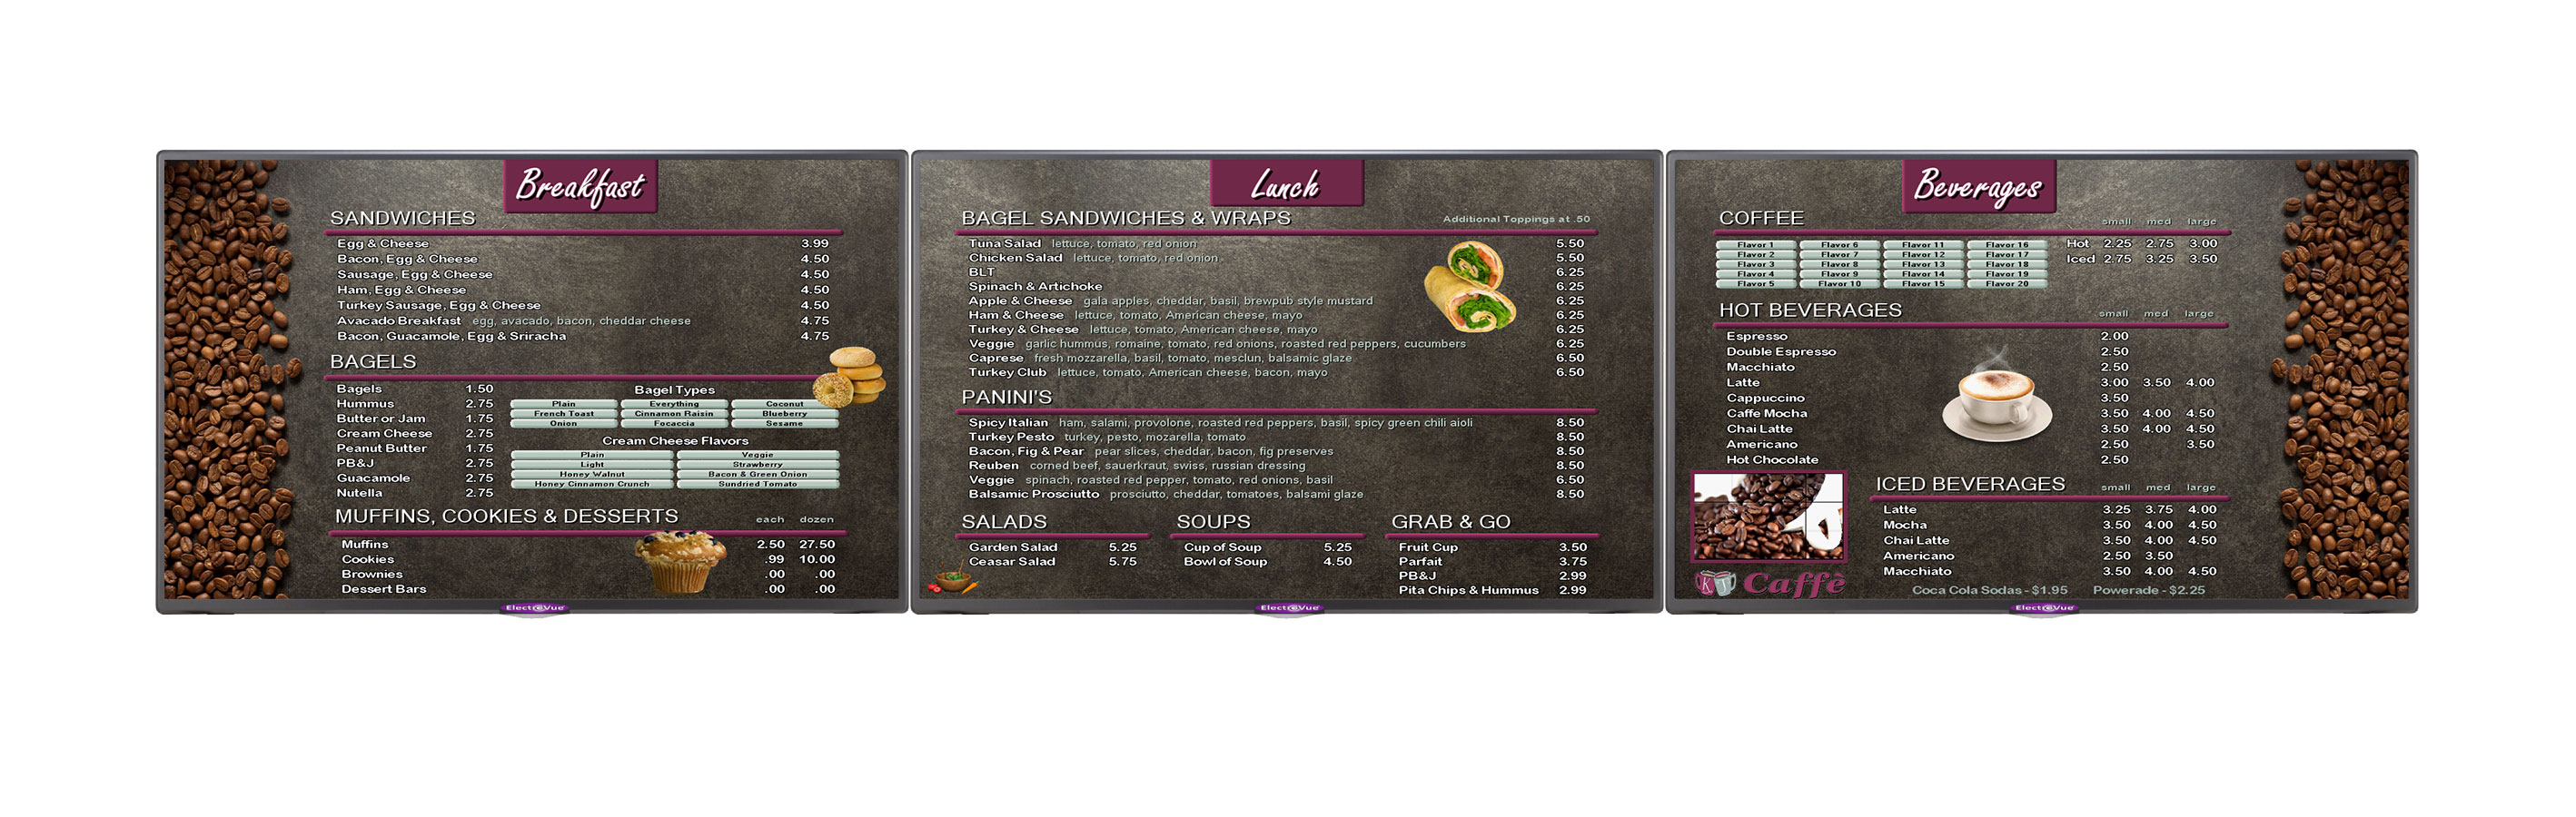 Breakfast
SANDWICHES
Egg & Cheese 3.99
Bacon, Egg & Cheese 4.50
Sausage, Egg & Cheese 4.50
Ham, Egg & Cheese 4.50
Turkey Sausage, Egg & Cheese 4.50
Avacado Breakfast egg, avacado, bacon, cheddar cheese 4.75
Bacon, Guacamole, Egg & Sriracha 4.75
BAGELS
Bagels 1.50
Hummus 2.75
Butter or Jam 1.75
Cream Cheese 2.75
Peanut Butter 1.75
PB&J 2.75
Guacamole 2.75
Nutella 2.75
Bagel Types
Plain Everything Coconut
French Toast Cinnamon Raisin Blueberry
Onion Focaccia Sesame
Cream Cheese Flavors
Plain Veggie
Light Strawberry
Honey Walnut Bacon & Green Onion
Honey Cinnamon Crunch Sundried Tomato
MUFFINS, COOKIES & DESSERTS each dozen
Muffins 2.50 27.50
Cookies .99 10.00
Brownies .00 .00
Dessert Bars .00 .00
ElecteVue
Lunch
BAGEL SANDWICHES & WRAPS Additional Toppings at .50
Tuna Salad lettuce, tomato, red onion 5.50
Chicken Salad lettuce, tomato, red onion 5.50
BLT 6.25
Spinach & Artichoke 6.25
Apple & Cheese gala apples, cheddar, basil, brewpub style mustard 6.25
Ham & Cheese lettuce, tomato, American cheese, mayo 6.25
Turkey & Cheese lettuce, tomato, American cheese, mayo 6.25
Veggie garlic hummus, romaine, tomato, red onions, roasted red peppers, cucumbers 6.25
Caprese fresh mozzarella, basil, tomato, mesclun, balsamic glaze 6.50
Turkey Club lettuce, tomato, American cheese, bacon, mayo 6.50
PANINI'S
Spicy Italian ham, salami, provolone, roasted red peppers, basil, spicy green chili aioli 8.50
Turkey Pesto turkey, pesto, mozarella, tomato 8.50
Bacon, Fig & Pear pear slices, cheddar, bacon, fig preserves 8.50
Reuben corned beef, sauerkraut, swiss, russian dressing 8.50
Veggie spinach, roasted red pepper, tomato, red onions, basil 6.50
Balsamic Prosciutto prosciutto, cheddar, tomatoes, balsami glaze 8.50
SALADS
Garden Salad 5.25
Ceasar Salad 5.75
SOUPS
Cup of Soup 5.25
Bowl of Soup 4.50
GRAB & GO
Fruit Cup 3.50
Parfait 3.75
PB&J 2.99
Pita Chips & Hummus 2.99
ElecteVue
Beverages
COFFEE small med large
Flavor 1 Flavor 6 Flavor 11 Flavor 16
Flavor 2 Flavor 7 Flavor 12 Flavor 17
Flavor 3 Flavor 8 Flavor 13 Flavor 18
Flavor 4 Flavor 9 Flavor 14 Flavor 19
Flavor 5 Flavor 10 Flavor 15 Flavor 20
Hot 2.25 2.75 3.00
Iced 2.75 3.25 3.50
HOT BEVERAGES small med large
Espresso 2.00
Double Espresso 2.50
Macchiato 2.50
Latte 3.00 3.50 4.00
Cappuccino 3.50
Caffe Mocha 3.50 4.00 4.50
Chai Latte 3.50 4.00 4.50
Americano 2.50 3.50
Hot Chocolate 2.50
ICED BEVERAGES small med large
Latte 3.25 3.75 4.00
Mocha 3.50 4.00 4.50
Chai Latte 3.50 4.00 4.50
Americano 2.50 3.50
Macchiato 3.50 4.00 4.50
KT Caffè
Coca Cola Sodas - $1.95 Powerade - $2.25
ElecteVue